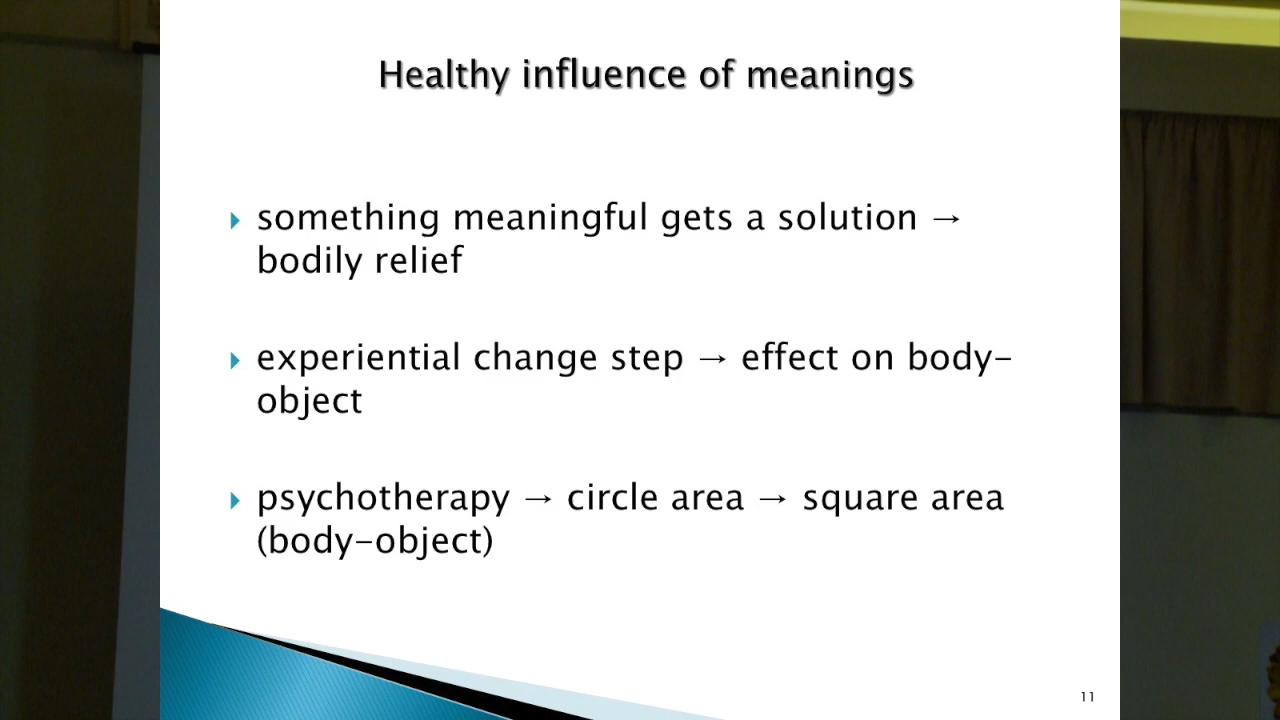 Healthy influence of meanings
something meaningful gets a solution →
bodily relief
experiential change step → effect on body-
object
psychotherapy → circle area → square area
(body-object)
11